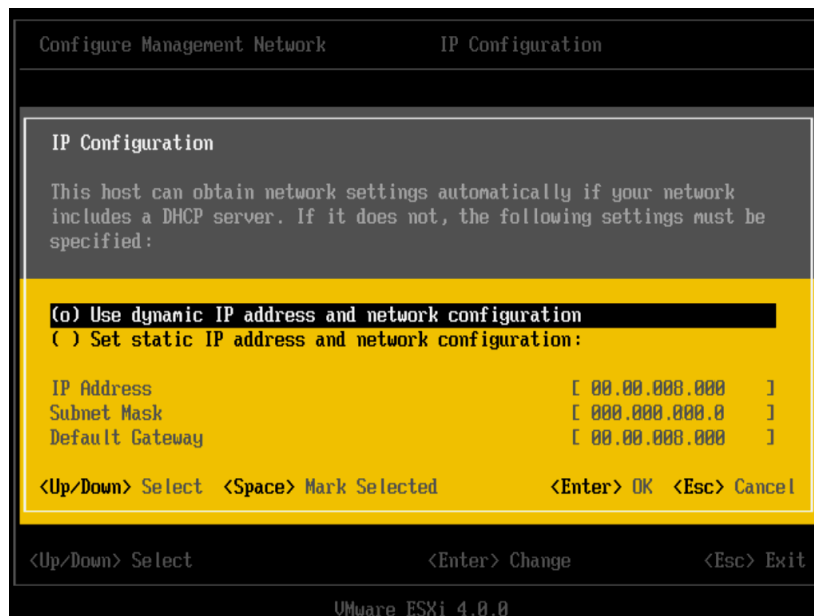 Configure Management Network IP Configuration
IP Configuration
This host can obtain network settings automatically if your network
includes a DHCP server. If it does not, the following settings must be
specified:
(o) Use dynamic IP address and network configuration
( ) Set static IP address and network configuration:
IP Address [ 00.00.008.000 ]
Subnet Mask [ 000.000.000.0 ]
Default Gateway [ 00.00.008.000 ]
<Up/Down> Select <Space> Mark Selected <Enter> OK <Esc> Cancel
<Up/Down> Select <Enter> Change <Esc> Exit
VMware ESXi 4.0.0